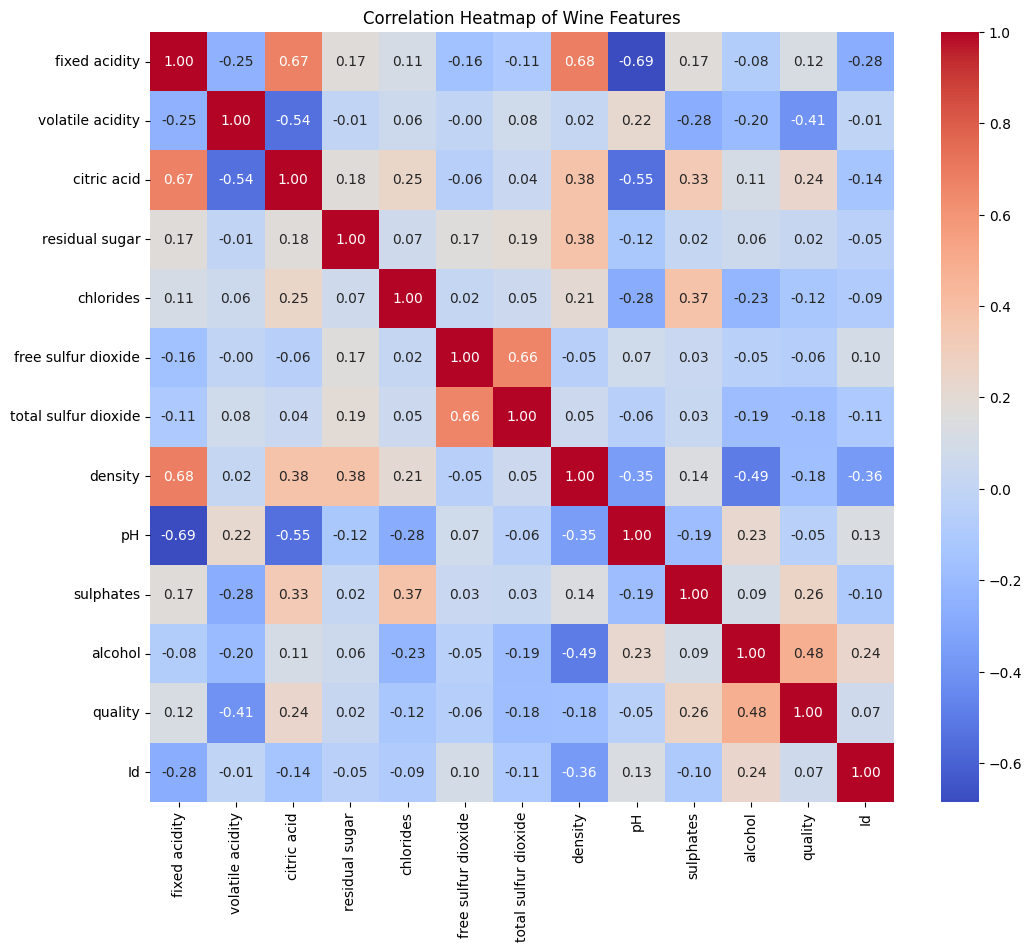 Correlation Heatmap of Wine Features
fixed acidity 1.00 -0.25 0.67 0.17 0.11 -0.16 -0.11 0.68 -0.69 0.17 -0.08 0.12 -0.28
volatile acidity -0.25 1.00 -0.54 -0.01 0.06 -0.00 0.08 0.02 0.22 -0.28 -0.20 -0.41 -0.01
citric acid 0.67 -0.54 1.00 0.18 0.25 -0.06 0.04 0.38 -0.55 0.33 0.11 0.24 -0.14
residual sugar 0.17 -0.01 0.18 1.00 0.07 0.17 0.19 0.38 -0.12 0.02 0.06 0.02 -0.05
chlorides 0.11 0.06 0.25 0.07 1.00 0.02 0.05 0.21 -0.28 0.37 -0.23 -0.12 -0.09
free sulfur dioxide -0.16 -0.00 -0.06 0.17 0.02 1.00 0.66 -0.05 0.07 0.03 -0.05 -0.06 0.10
total sulfur dioxide -0.11 0.08 0.04 0.19 0.05 0.66 1.00 0.05 -0.06 0.03 -0.19 -0.18 -0.11
density 0.68 0.02 0.38 0.38 0.21 -0.05 0.05 1.00 -0.35 0.14 -0.49 -0.18 -0.36
pH -0.69 0.22 -0.55 -0.12 -0.28 0.07 -0.06 -0.35 1.00 -0.19 0.23 -0.05 0.13
sulphates 0.17 -0.28 0.33 0.02 0.37 0.03 0.03 0.14 -0.19 1.00 0.09 0.26 -0.10
alcohol -0.08 -0.20 0.11 0.06 -0.23 -0.05 -0.19 -0.49 0.23 0.09 1.00 0.48 0.24
quality 0.12 -0.41 0.24 0.02 -0.12 -0.06 -0.18 -0.18 -0.05 0.26 0.48 1.00 0.07
Id -0.28 -0.01 -0.14 -0.05 -0.09 0.10 -0.11 -0.36 0.13 -0.10 0.24 0.07 1.00
fixed acidity
volatile acidity
citric acid
residual sugar
chlorides
free sulfur dioxide
total sulfur dioxide
density
pH
sulphates
alcohol
quality
Id
1.0
0.8
0.6
0.4
0.2
0.0
−0.2
−0.4
−0.6